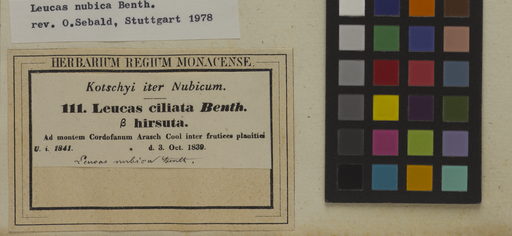 Leucas nubica Benth.
rev. O.Sebald, Stuttgart 1978
HERBARIUM REGIUM MONACENSE.
Kotschyi iter Nubicum.
111. Leucas ciliata Benth.
β hirsuta.
Ad montem Cordofanum Arasch Cool inter frutices planitiei
U. i. 1841. d. 3. Oct. 1839.
Leucas nubica Benth.